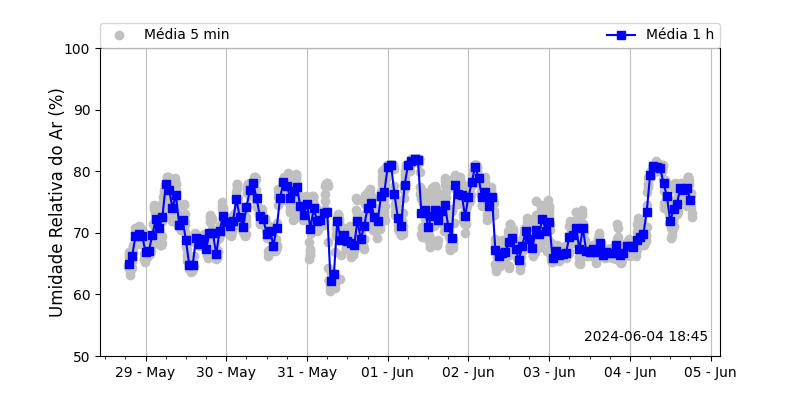 Média 5 min Média 1 h
Umidade Relativa do Ar (%)
100
90
80
70
60
50
2024-06-04 18:45
29 - May 30 - May 31 - May 01 - Jun 02 - Jun 03 - Jun 04 - Jun 05 - Jun